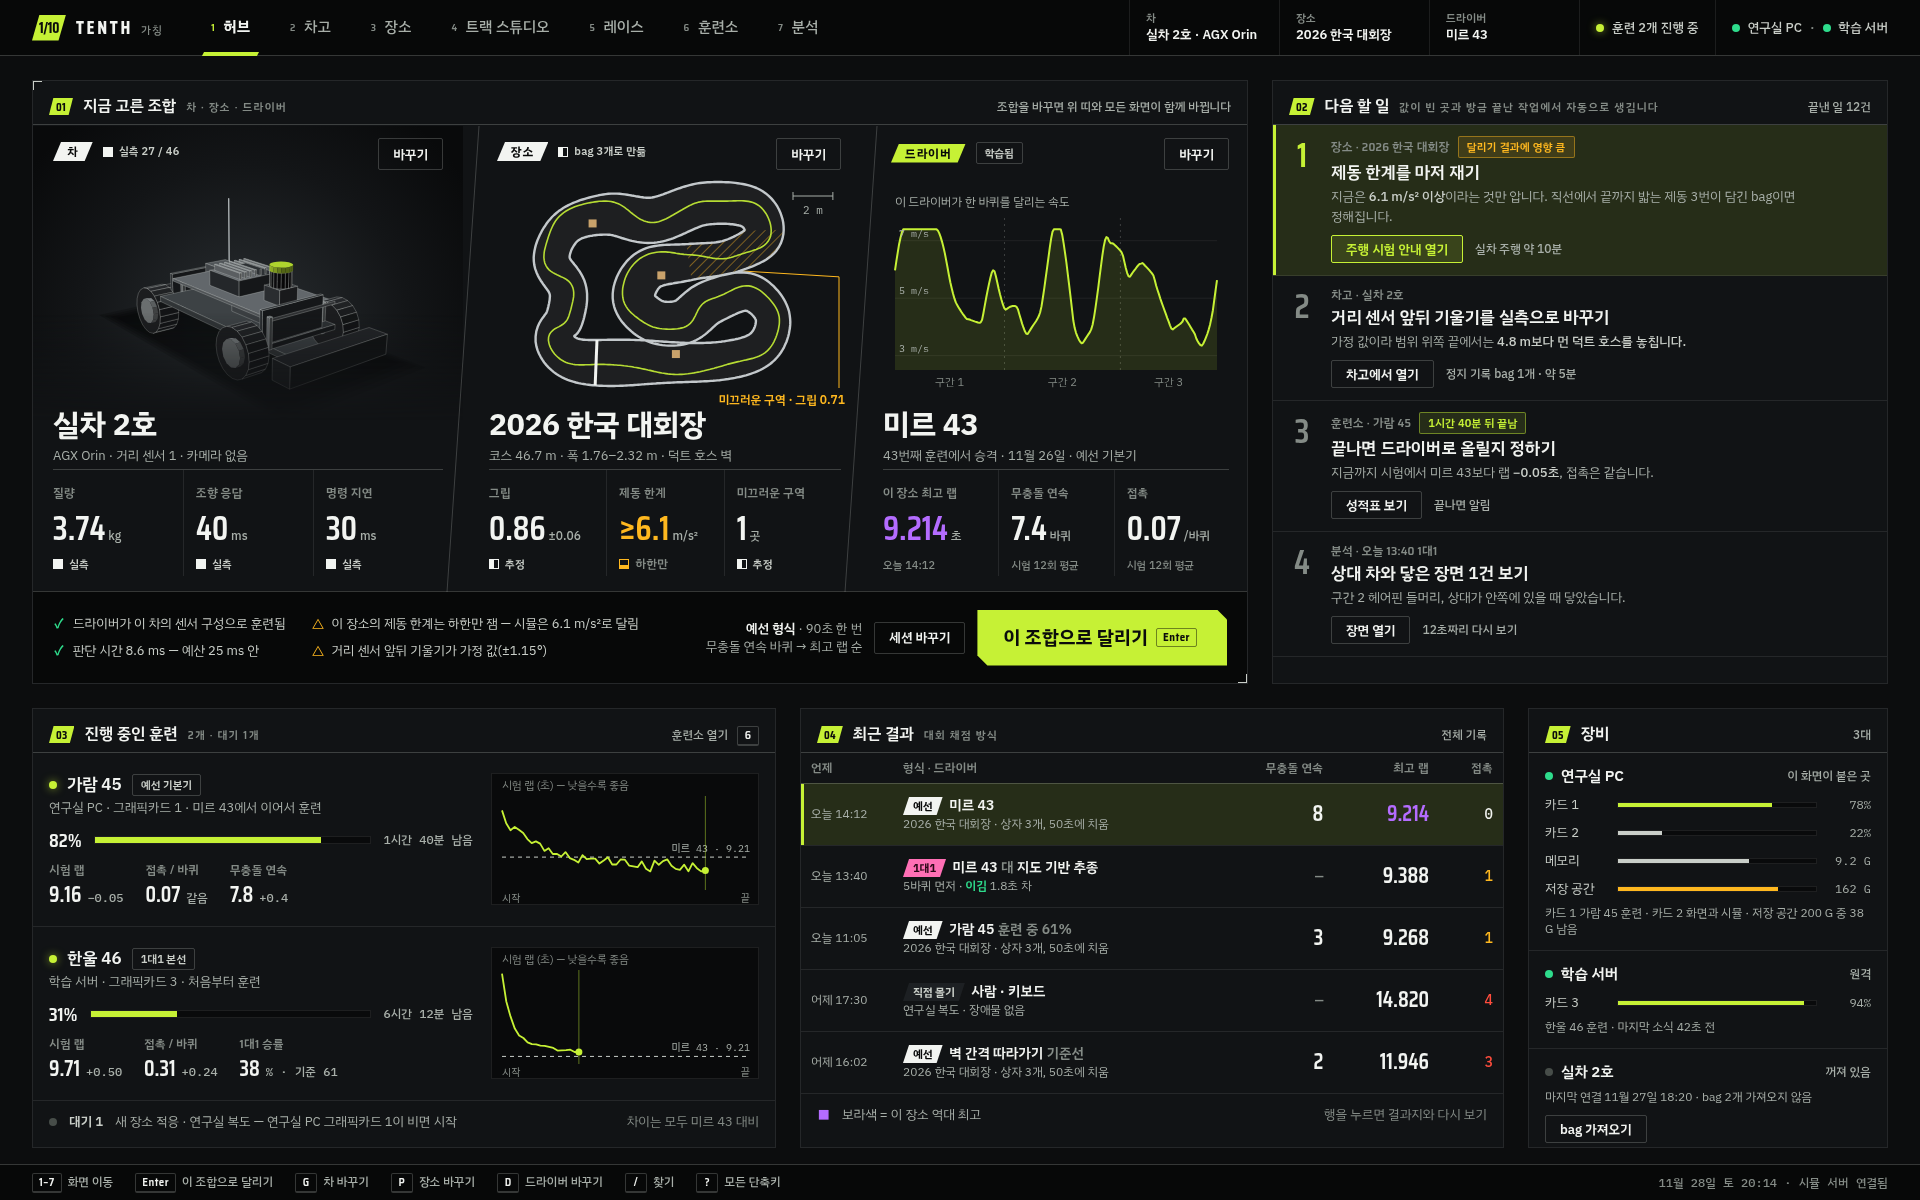 1/10 TENTH 가칭
1 허브
2 차고
3 장소
4 트랙 스튜디오
5 레이스
6 훈련소
7 분석
차
실차 2호 · AGX Orin
장소
2026 한국 대회장
드라이버
미르 43
훈련 2개 진행 중
연구실 PC · 학습 서버
01 지금 고른 조합 차 · 장소 · 드라이버
조합을 바꾸면 위 띠와 모든 화면이 함께 바뀝니다
차 실측 27 / 46
바꾸기
실차 2호
AGX Orin · 거리 센서 1 · 카메라 없음
질량
3.74 kg
실측
조향 응답
40 ms
실측
명령 지연
30 ms
실측
장소 bag 3개로 만듦
바꾸기
2 m
미끄러운 구역 · 그립 0.71
2026 한국 대회장
코스 46.7 m · 폭 1.76–2.32 m · 덕트 호스 벽
그립
0.86 ±0.06
추정
제동 한계
≥6.1 m/s²
하한만
미끄러운 구역
1 곳
추정
드라이버 학습됨
바꾸기
이 드라이버가 한 바퀴를 달리는 속도
7 m/s
5 m/s
3 m/s
구간 1
구간 2
구간 3
미르 43
43번째 훈련에서 승격 · 11월 26일 · 예선 기본기
이 장소 최고 랩
9.214 초
오늘 14:12
무충돌 연속
7.4 바퀴
시험 12회 평균
접촉
0.07 /바퀴
시험 12회 평균
✓ 드라이버가 이 차의 센서 구성으로 훈련됨
✓ 판단 시간 8.6 ms — 예산 25 ms 안
△ 이 장소의 제동 한계는 하한만 잼 — 시뮬은 6.1 m/s²로 달림
△ 거리 센서 앞뒤 기울기가 가정 값(±1.15°)
예선 형식 · 90초 한 번
무충돌 연속 바퀴 → 최고 랩 순
세션 바꾸기
이 조합으로 달리기 Enter
02 다음 할 일 값이 빈 곳과 방금 끝난 작업에서 자동으로 생깁니다
끝낸 일 12건
1
장소 · 2026 한국 대회장 달리기 결과에 영향 큼
제동 한계를 마저 재기
지금은 6.1 m/s² 이상이라는 것만 압니다. 직선에서 끝까지 밟는 제동 3번이 담긴 bag이면
정해집니다.
주행 시험 안내 열기 실차 주행 약 10분
2
차고 · 실차 2호
거리 센서 앞뒤 기울기를 실측으로 바꾸기
가정 값이라 범위 위쪽 끝에서는 4.8 m보다 먼 덕트 호스를 놓칩니다.
차고에서 열기 정지 기록 bag 1개 · 약 5분
3
훈련소 · 가람 45 1시간 40분 뒤 끝남
끝나면 드라이버로 올릴지 정하기
지금까지 시험에서 미르 43보다 랩 −0.05초, 접촉은 같습니다.
성적표 보기 끝나면 알림
4
분석 · 오늘 13:40 1대1
상대 차와 닿은 장면 1건 보기
구간 2 헤어핀 들머리, 상대가 안쪽에 있을 때 닿았습니다.
장면 열기 12초짜리 다시 보기
03 진행 중인 훈련 2개 · 대기 1개
훈련소 열기 6
가람 45 예선 기본기
연구실 PC · 그래픽카드 1 · 미르 43에서 이어서 훈련
82% 1시간 40분 남음
시험 랩
9.16 −0.05
접촉 / 바퀴
0.07 같음
무충돌 연속
7.8 +0.4
시험 랩 (초) — 낮을수록 좋음
미르 43 · 9.21
시작
끝
한울 46 1대1 본선
학습 서버 · 그래픽카드 3 · 처음부터 훈련
31% 6시간 12분 남음
시험 랩
9.71 +0.50
접촉 / 바퀴
0.31 +0.24
1대1 승률
38 % · 기준 61
시험 랩 (초) — 낮을수록 좋음
미르 43 · 9.21
시작
끝
대기 1 새 장소 적응 · 연구실 복도 — 연구실 PC 그래픽카드 1이 비면 시작
차이는 모두 미르 43 대비
04 최근 결과 대회 채점 방식
전체 기록
언제 형식 · 드라이버 무충돌 연속 최고 랩 접촉
오늘 14:12 예선 미르 43 8 9.214 0
2026 한국 대회장 · 상자 3개, 50초에 치움
오늘 13:40 1대1 미르 43 대 지도 기반 추종 – 9.388 1
5바퀴 먼저 · 이김 1.8초 차
오늘 11:05 예선 가람 45 훈련 중 61% 3 9.268 1
2026 한국 대회장 · 상자 3개, 50초에 치움
어제 17:30 직접 몰기 사람 · 키보드 – 14.820 4
연구실 복도 · 장애물 없음
어제 16:02 예선 벽 간격 따라가기 기준선 2 11.946 3
2026 한국 대회장 · 상자 3개, 50초에 치움
보라색 = 이 장소 역대 최고
행을 누르면 결과지와 다시 보기
05 장비
3대
연구실 PC 이 화면이 붙은 곳
카드 1 78%
카드 2 22%
메모리 9.2 G
저장 공간 162 G
카드 1 가람 45 훈련 · 카드 2 화면과 시뮬 · 저장 공간 200 G 중 38
G 남음
학습 서버 원격
카드 3 94%
한울 46 훈련 · 마지막 소식 42초 전
실차 2호 꺼져 있음
마지막 연결 11월 27일 18:20 · bag 2개 가져오지 않음
bag 가져오기
1-7 화면 이동
Enter 이 조합으로 달리기
G 차 바꾸기
P 장소 바꾸기
D 드라이버 바꾸기
/ 찾기
? 모든 단축키
11월 28일 토 20:14 · 시뮬 서버 연결됨